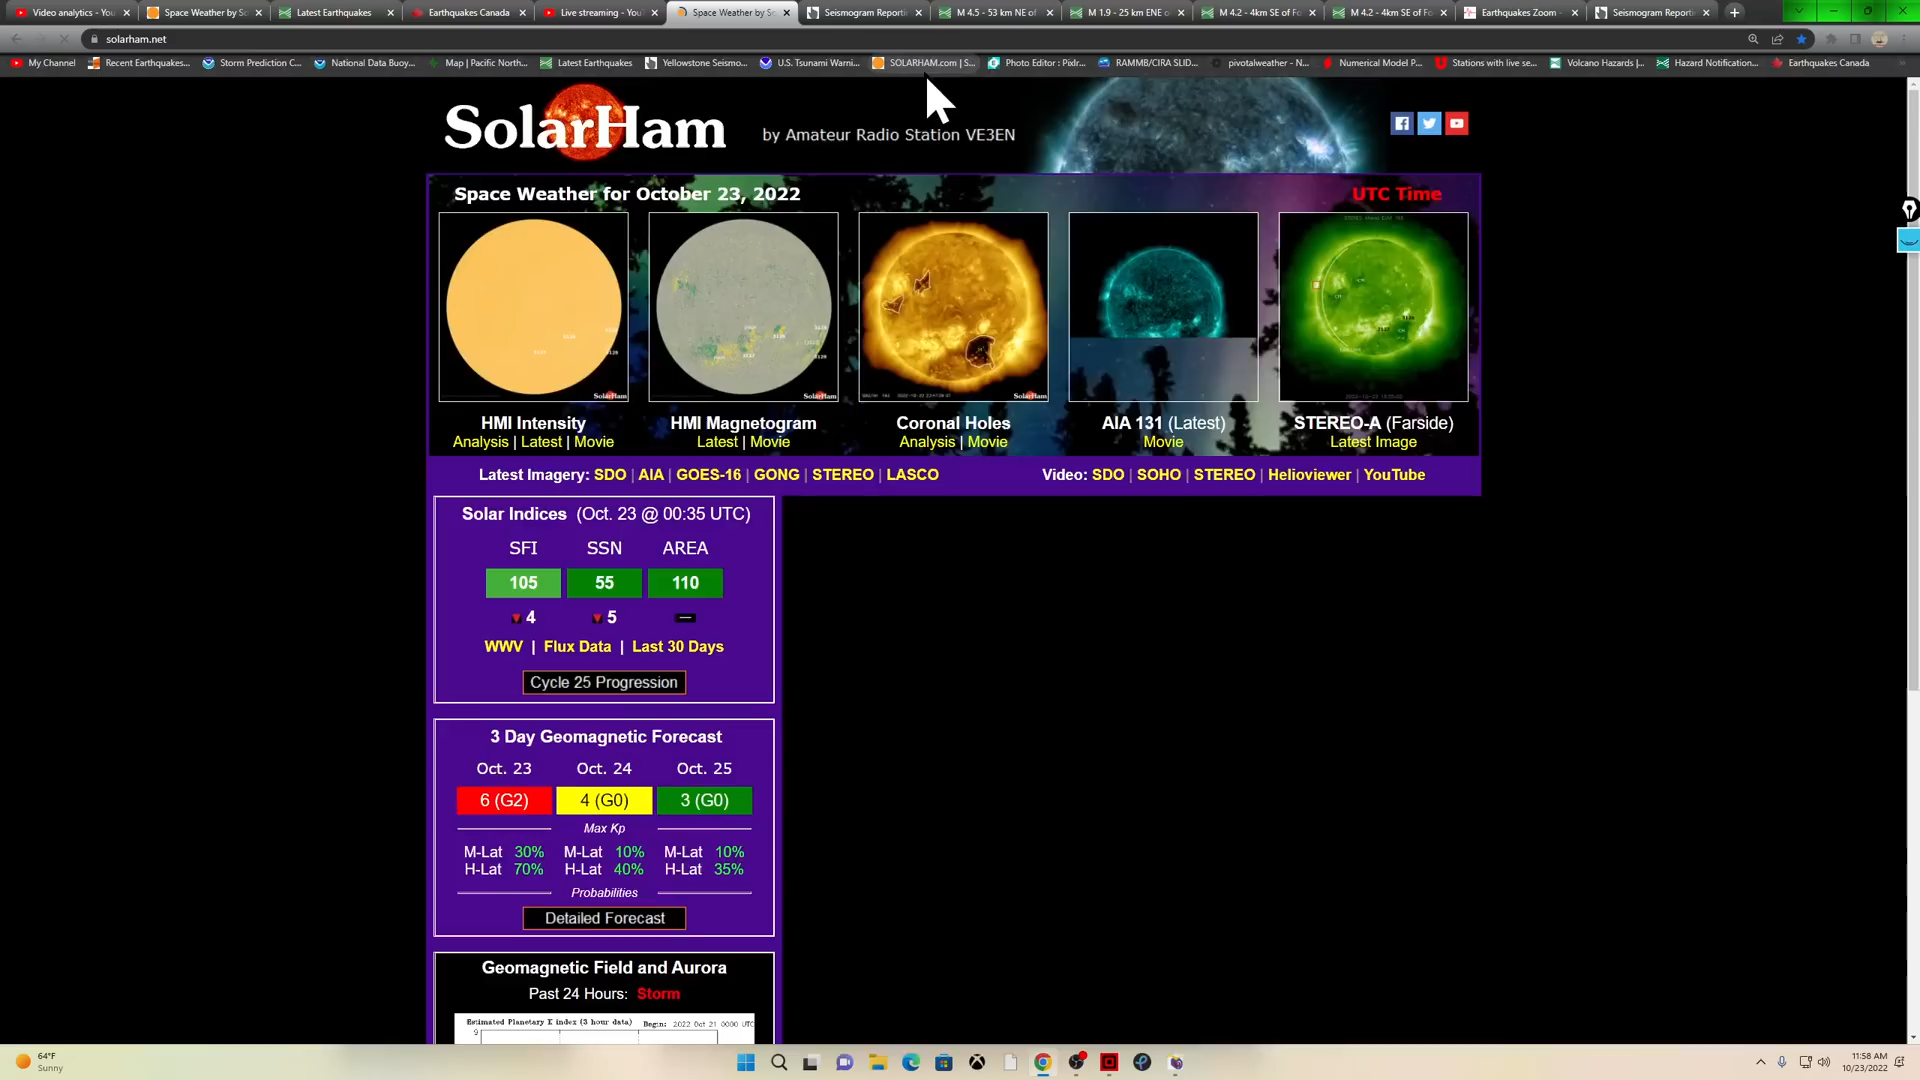 Video analytics - You
Space Weather by So
Latest Earthquakes
Earthquakes Canada
Live streaming - You
Space Weather by So
Seismogram Reportin
M 4.5 - 53 km NE of
M 1.9 - 25 km ENE o
M 4.2 - 4km SE of Fo
M 4.2 - 4km SE of Fo
Earthquakes Zoom -
Seismogram Reporti
solarham.net
My Channel
Recent Earthquakes...
Storm Prediction C...
National Data Buoy...
Map | Pacific North...
Latest Earthquakes
Yellowstone Seismo...
U.S. Tsunami Warni...
SOLARHAM.com | S...
Photo Editor : Pixlr...
RAMMB/CIRA SLID...
pivotalweather - N...
Numerical Model P...
Stations with live se...
Volcano Hazards |...
Hazard Notification...
Earthquakes Canada
SolarHam
by Amateur Radio Station VE3EN
Space Weather for October 23, 2022
UTC Time
SolarHam
SolarHam
SolarHam
HMI Intensity
Analysis | Latest | Movie
HMI Magnetogram
Latest | Movie
Coronal Holes
Analysis | Movie
AIA 131 (Latest)
Movie
STEREO-A (Farside)
Latest Image
Latest Imagery: SDO | AIA | GOES-16 | GONG | STEREO | LASCO
Video: SDO | SOHO | STEREO | Helioviewer | YouTube
Solar Indices (Oct. 23 @ 00:35 UTC)
SFI SSN AREA
105 55 110
4 5 —
WWV | Flux Data | Last 30 Days
Cycle 25 Progression
3 Day Geomagnetic Forecast
Oct. 23 Oct. 24 Oct. 25
6 (G2) 4 (G0) 3 (G0)
Max Kp
M-Lat 30% M-Lat 10% M-Lat 10%
H-Lat 70% H-Lat 40% H-Lat 35%
Probabilities
Detailed Forecast
Geomagnetic Field and Aurora
Past 24 Hours: Storm
Estimated Planetary K index (3 hour data) Begin: 2022 Oct 21 0000 UTC
9
64°F
Sunny
11:58 AM
10/23/2022